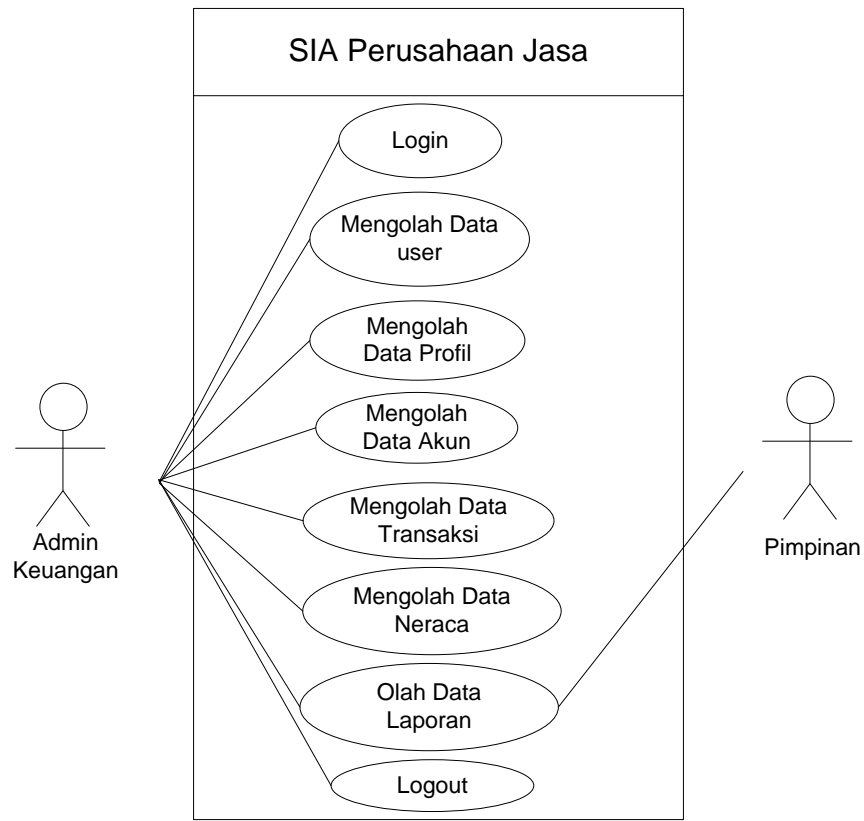 SIA Perusahaan Jasa
Login
Mengolah Data
user
Mengolah
Data Profil
Mengolah
Data Akun
Mengolah Data
Transaksi
Mengolah Data
Neraca
Olah Data
Laporan
Logout
Admin
Keuangan
Pimpinan